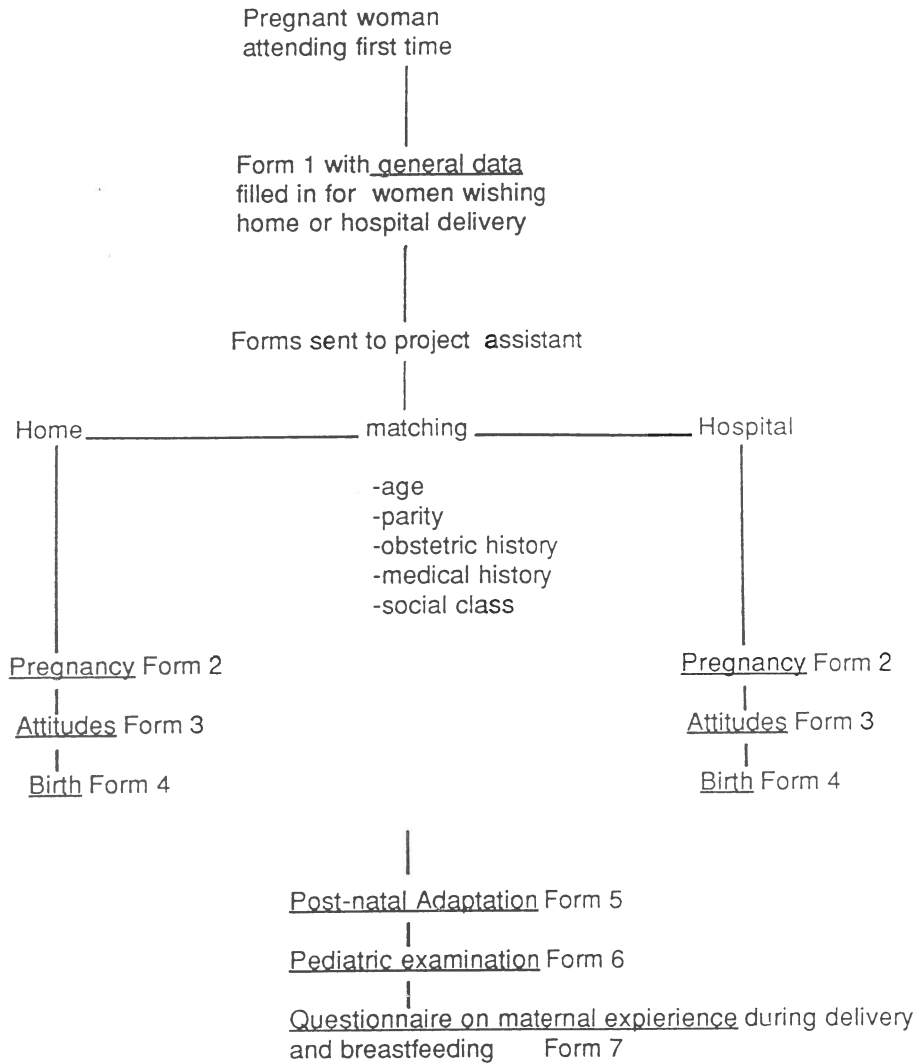 Pregnant woman
attending first time
Form 1 with general data
filled in for women wishing
home or hospital delivery
Forms sent to project assistant
Home matching Hospital
-age
-parity
-obstetric history
-medical history
-social class
Pregnancy Form 2
Attitudes Form 3
Birth Form 4
Pregnancy Form 2
Attitudes Form 3
Birth Form 4
Post-natal Adaptation Form 5
Pediatric examination Form 6
Questionnaire on maternal expierience during delivery
and breastfeeding Form 7